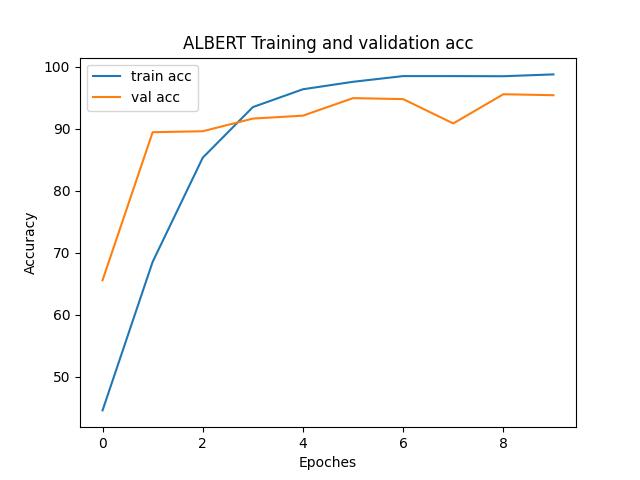 ALBERT Training and validation acc
train acc
val acc
100
90
80
70
60
50
Accuracy
0 2 4 6 8
Epoches